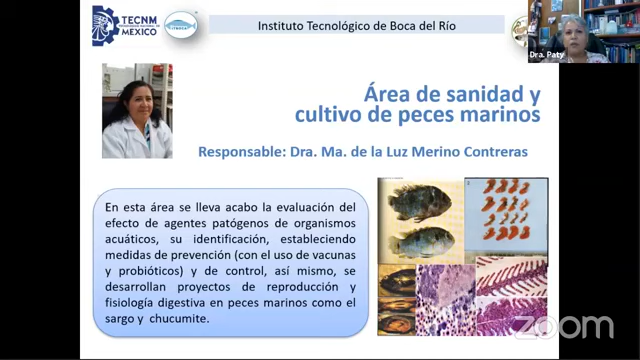 TECNM
MÉXICO
Instituto Tecnológico de Boca del Río
Dra. Paty
Área de sanidad y
cultivo de peces marinos
Responsable: Dra. Ma. de la Luz Merino Contreras
En esta área se lleva acabo la evaluación del
efecto de agentes patógenos de organismos
acuáticos, su identificación, estableciendo
medidas de prevención (con el uso de vacunas
y probióticos) y de control, así mismo, se
desarrollan proyectos de reproducción y
fisiología digestiva en peces marinos como el
sargo y chucumite.
zoom